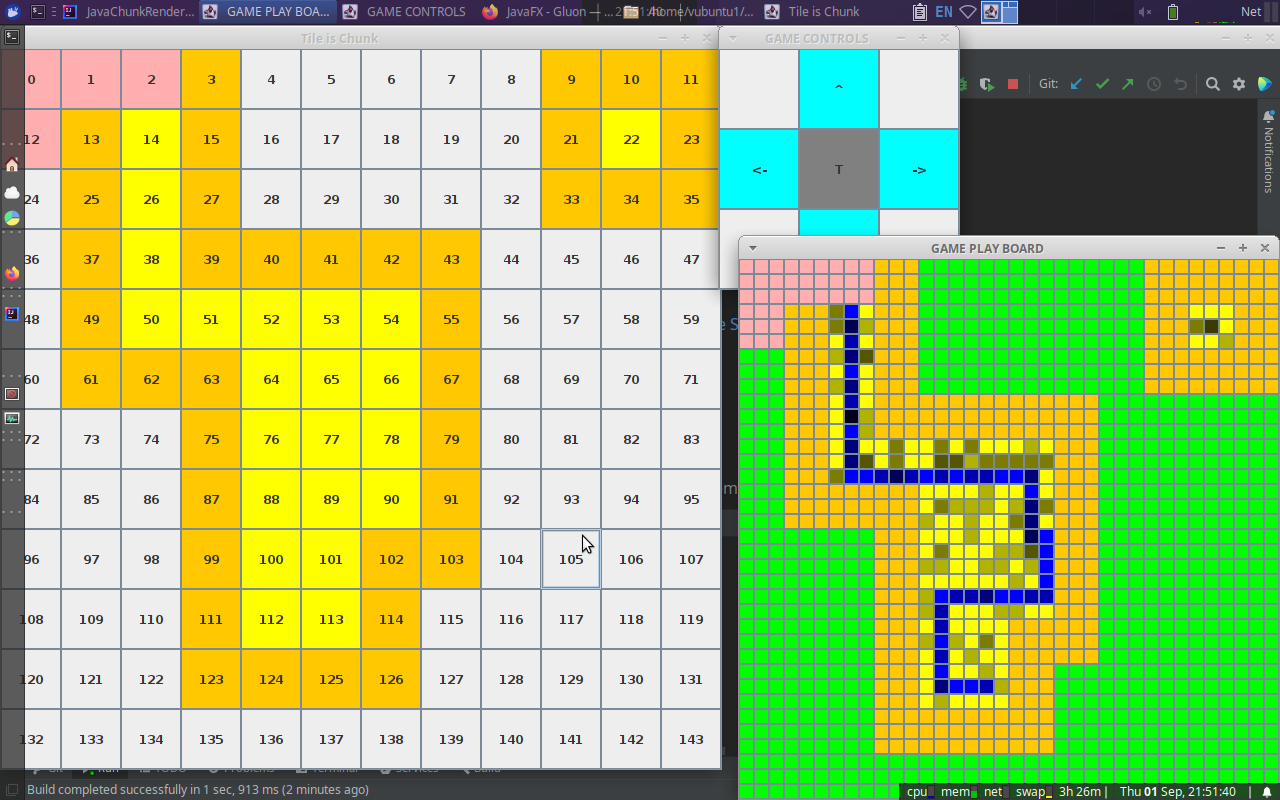 JavaChunkRender... GAME PLAY BOA... GAME CONTROLS JavaFX - Gluon — ...2 /home/vubuntu1/... Tile is Chunk EN Net
Tile is Chunk
GAME CONTROLS
Git:
0 1 2 3 4 5 6 7 8 9 10 11
^
12 13 14 15 16 17 18 19 20 21 22 23
<- T ->
Notifications
24 25 26 27 28 29 30 31 32 33 34 35
GAME PLAY BOARD
36 37 38 39 40 41 42 43 44 45 46 47
48 49 50 51 52 53 54 55 56 57 58 59
60 61 62 63 64 65 66 67 68 69 70 71
72 73 74 75 76 77 78 79 80 81 82 83
84 85 86 87 88 89 90 91 92 93 94 95
96 97 98 99 100 101 102 103 104 105 106 107
108 109 110 111 112 113 114 115 116 117 118 119
120 121 122 123 124 125 126 127 128 129 130 131
132 133 134 135 136 137 138 139 140 141 142 143
Build completed successfully in 1 sec, 913 ms (2 minutes ago)
cpu mem net swap 3h 26m | Thu 01 Sep, 21:51:40 |